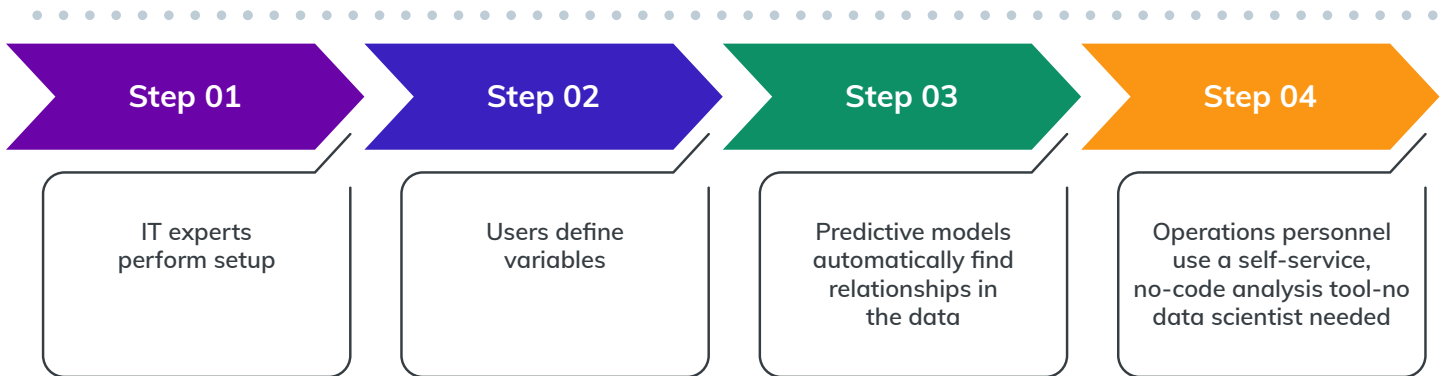 Step 01
Step 02
Step 03
Step 04
IT experts
perform setup
Users define
variables
Predictive models
automatically find
relationships in
the data
Operations personnel
use a self-service,
no-code analysis tool-no
data scientist needed